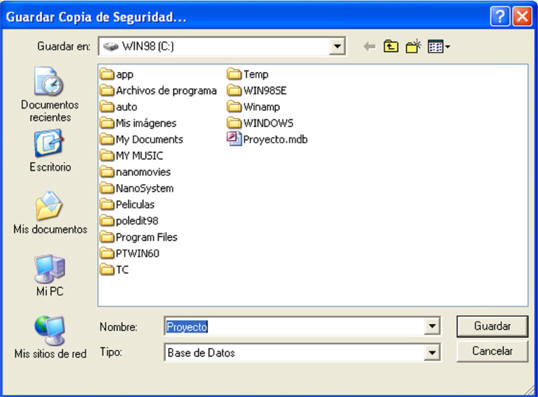 Guardar Copia de Seguridad...
Guardar en: WIN98 (C:)
Documentos recientes
Escritorio
Mis documentos
Mi PC
Mis sitios de red
app
Archivos de programa
auto
Mis imágenes
My Documents
MY MUSIC
nanomovies
NanoSystem
Peliculas
poledit98
Program Files
PTWIN60
TC
Temp
WIN98SE
Winamp
WINDOWS
Proyecto.mdb
Nombre: Proyecto
Guardar
Tipo: Base de Datos
Cancelar